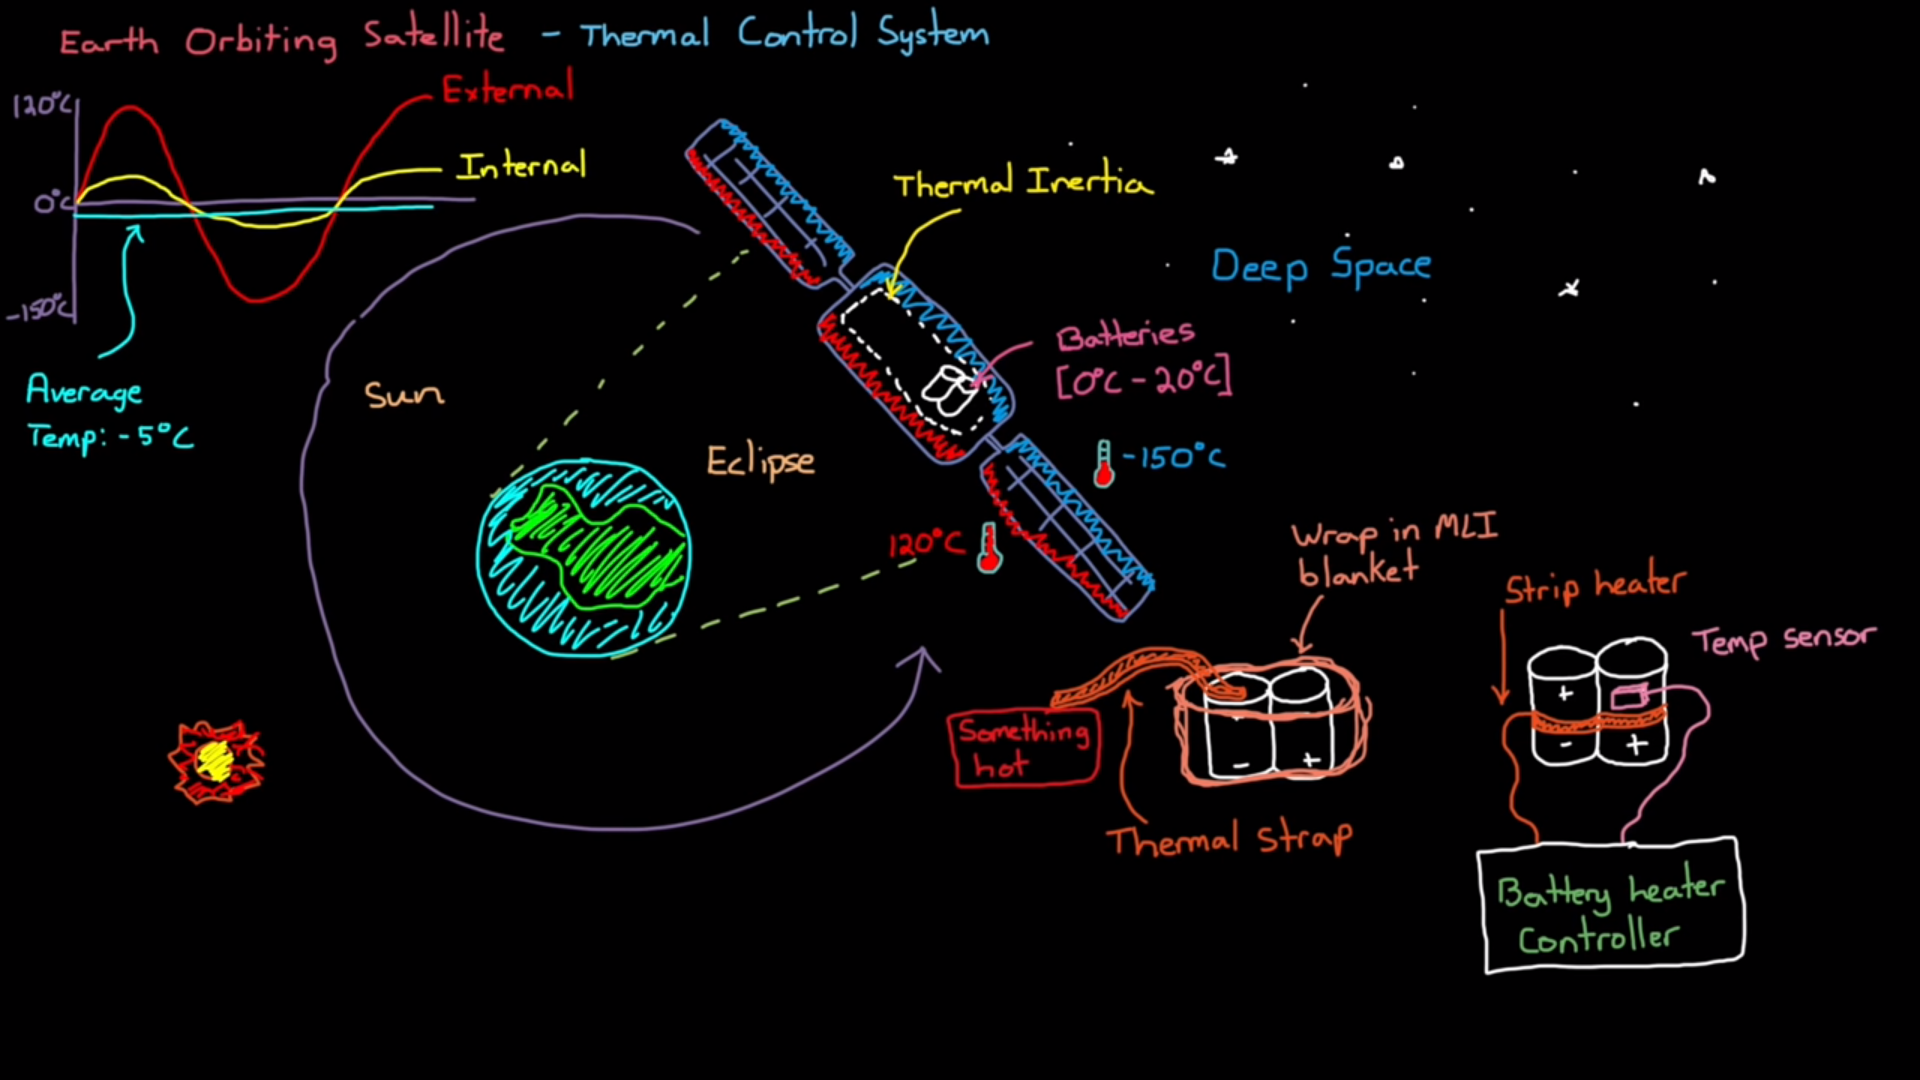 Earth Orbiting Satellite - Thermal Control System
120°C
External
Internal
0°C
-150°C
Average
Temp: -5°C
Sun
Eclipse
Thermal Inertia
Deep Space
Batteries
[0°C - 20°C]
-150°C
120°C
Wrap in MLI
blanket
Strip heater
Temp sensor
Something
hot
- +
Thermal Strap
+
- +
Battery heater
Controller